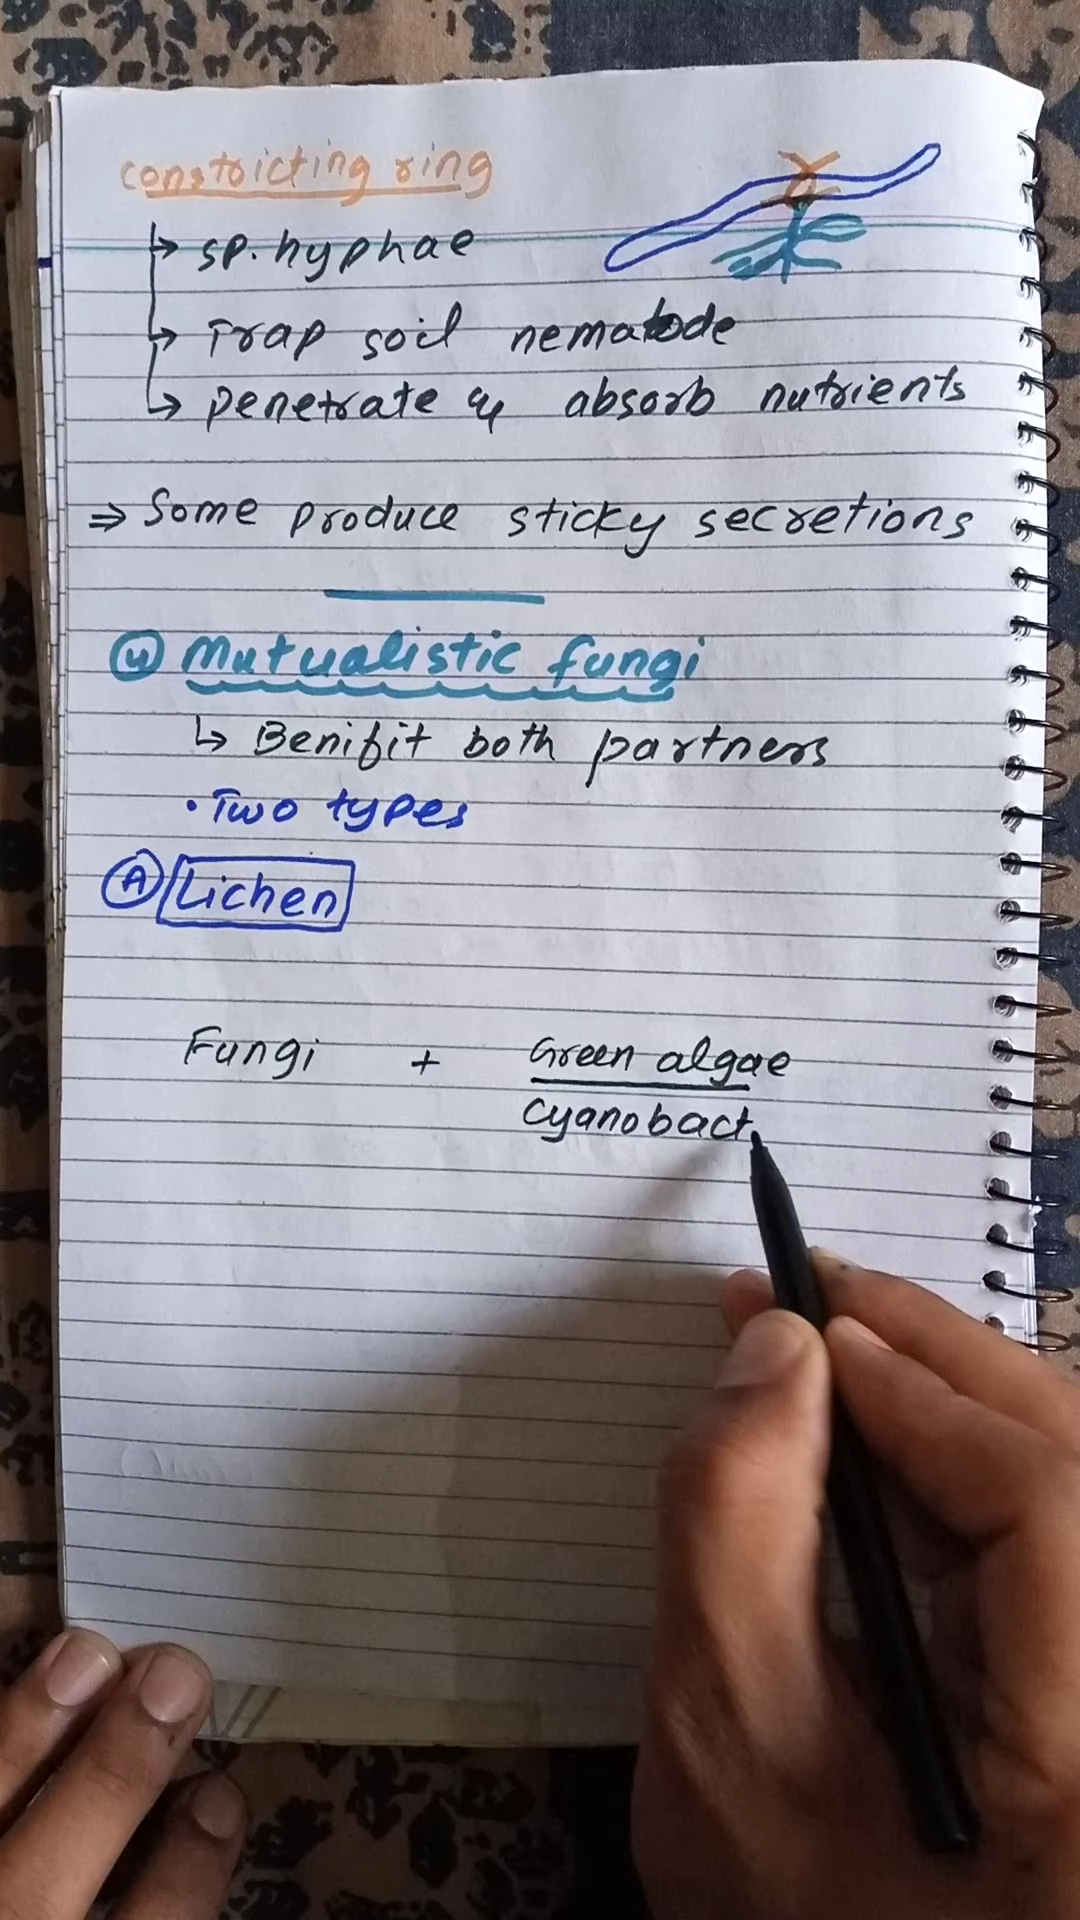 constricting ring
↳ sp. hyphae
↳ Trap soil nematode
↳ penetrate & absorb nutrients
⇒ Some produce sticky secretions
④ Mutualistic fungi
↳ Benifit both partners
• Two types
Ⓐ Lichen
Fungi + Green algae
Cyanobact